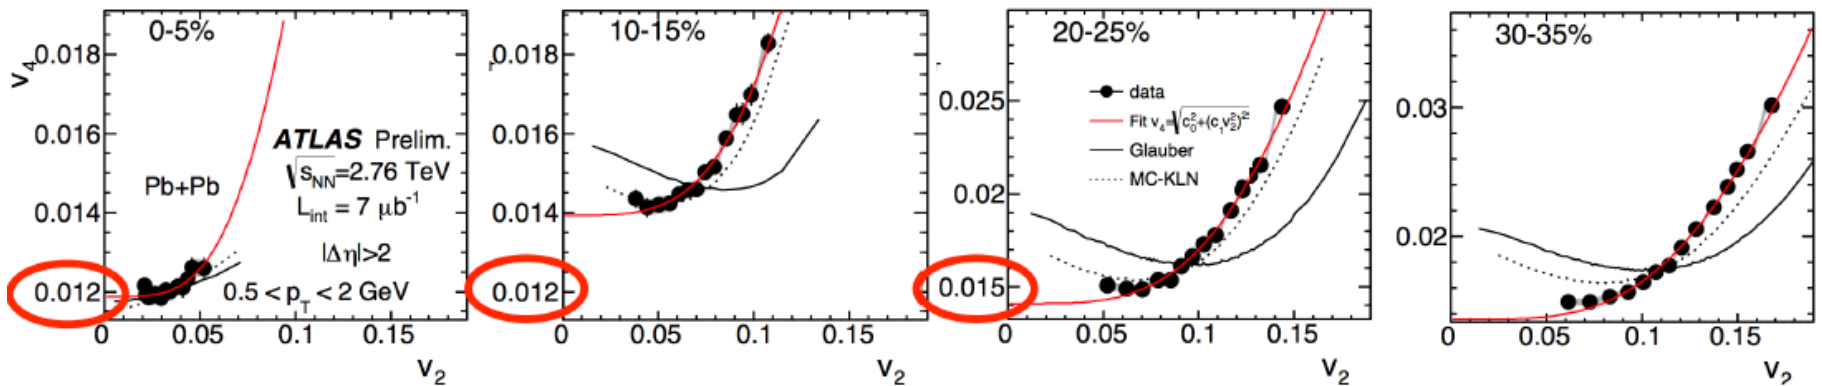 v4
0-5%
0.018
0.016
0.014
0.012
ATLAS Prelim.
√sNN=2.76 TeV
Pb+Pb
Lint = 7 μb-1
|Δη|>2
0.5 < pT < 2 GeV
0 0.05 0.1 0.15
v2
10-15%
0.018
0.016
0.014
0.012
0 0.05 0.1 0.15
v2
20-25%
data
Fit v4=√c0²+(c1v2²)²
Glauber
MC-KLN
0.025
0.02
0.015
0 0.05 0.1 0.15
v2
30-35%
0.03
0.02
0 0.05 0.1 0.15
v2